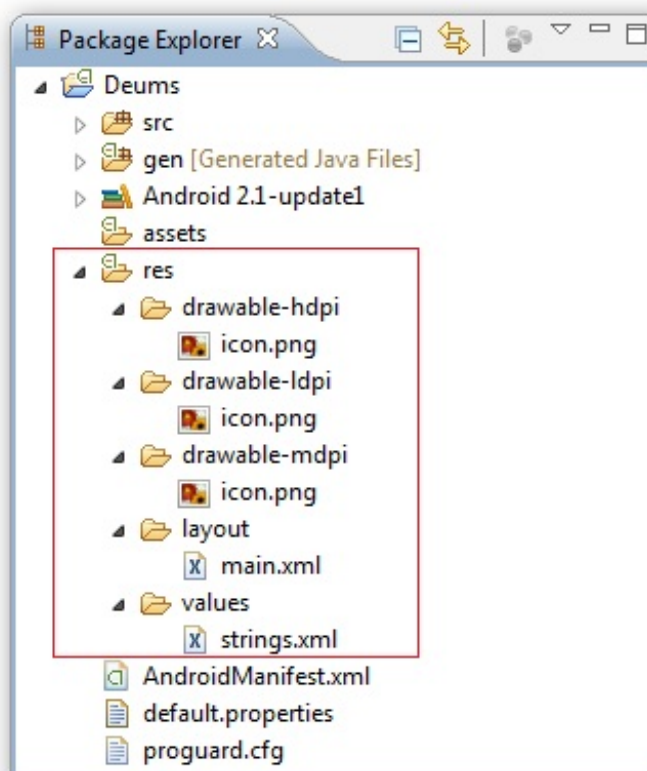 Package Explorer
Deums
src
gen [Generated Java Files]
Android 2.1-update1
assets
res
drawable-hdpi
icon.png
drawable-ldpi
icon.png
drawable-mdpi
icon.png
layout
main.xml
values
strings.xml
AndroidManifest.xml
default.properties
proguard.cfg